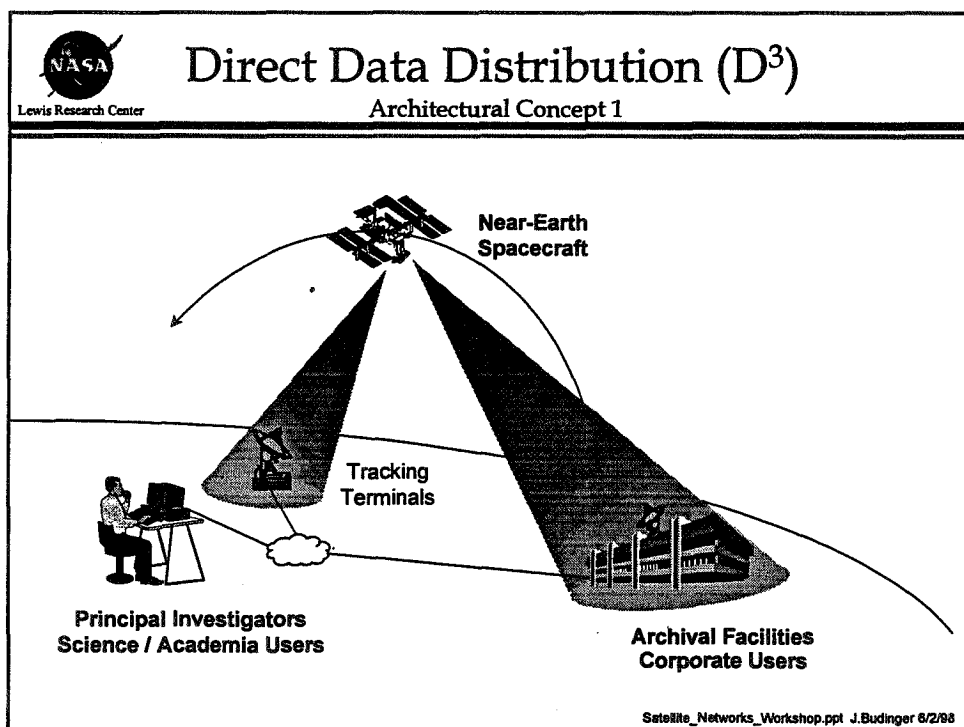 NASA
Lewis Research Center
Direct Data Distribution (D³)
Architectural Concept 1
Near-Earth
Spacecraft
Tracking
Terminals
Principal Investigators
Science / Academia Users
Archival Facilities
Corporate Users
Satellite_Networks_Workshop.ppt J.Budinger 6/2/98